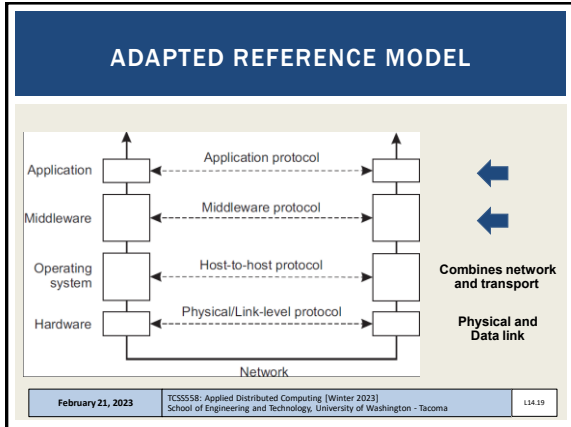 ADAPTED REFERENCE MODEL
Application
Application protocol
Middleware
Middleware protocol
Operating
system
Host-to-host protocol
Combines network
and transport
Hardware
Physical/Link-level protocol
Physical and
Data link
Network
February 21, 2023
TCSS558: Applied Distributed Computing [Winter 2023]
School of Engineering and Technology, University of Washington - Tacoma
L14.19